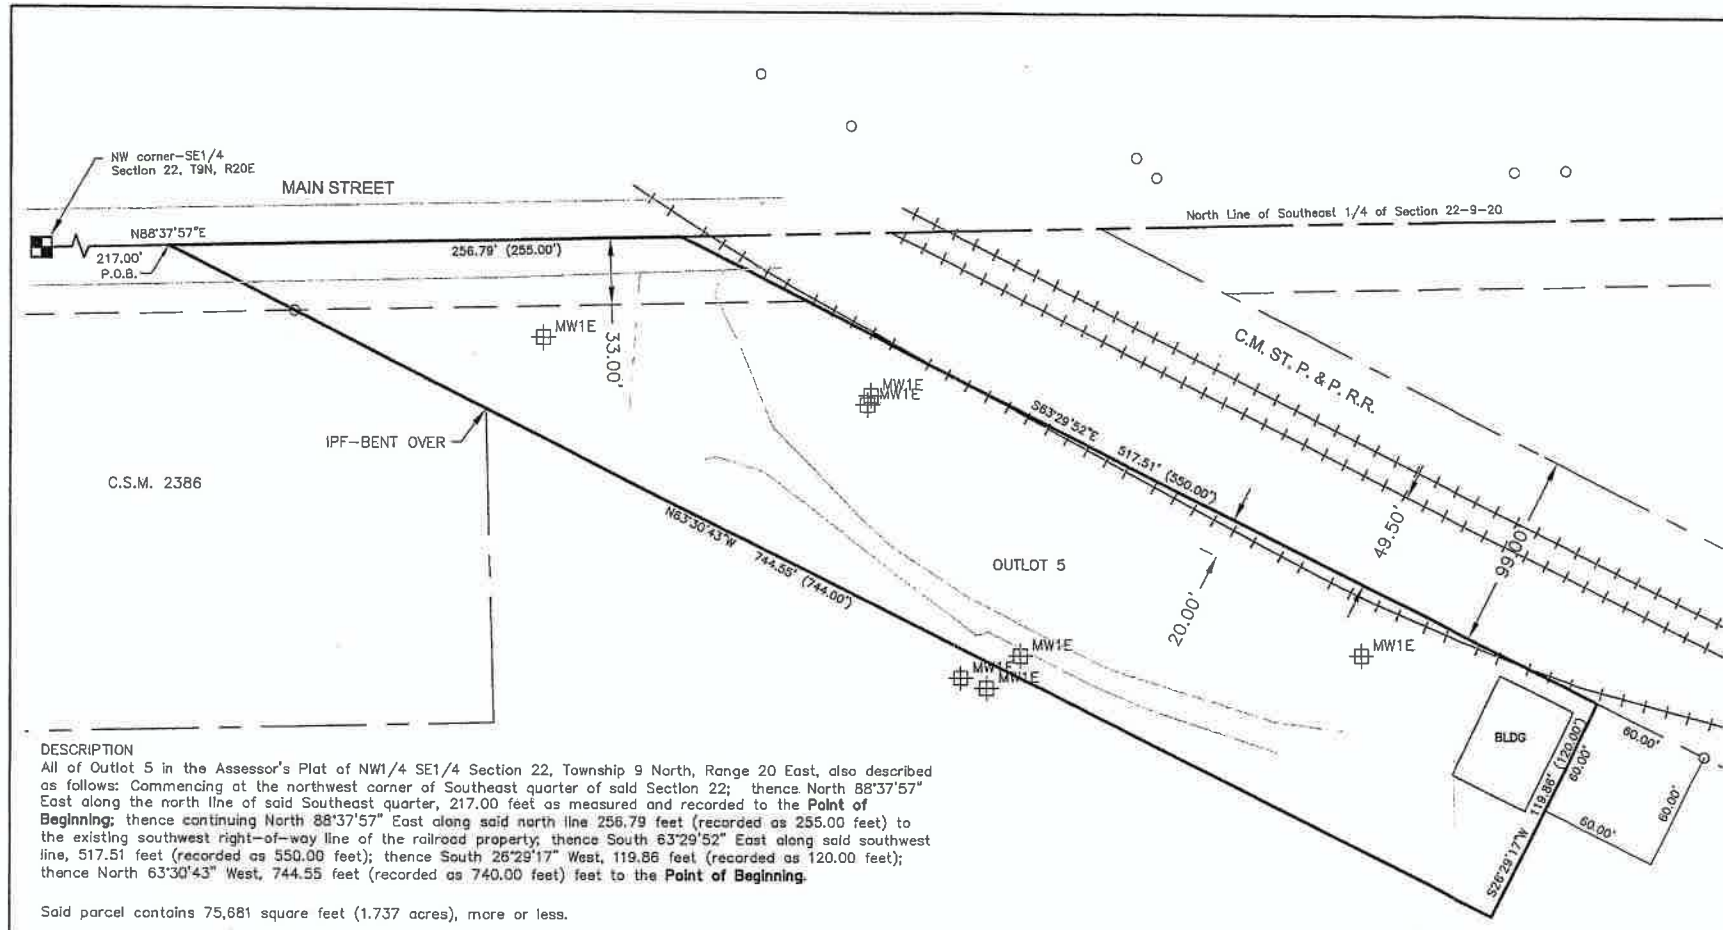 NW corner-SE1/4
Section 22, T9N, R20E
MAIN STREET
North Line of Southeast 1/4 of Section 22-9-20
N88°37'57"E
217.00'
P.O.B.
256.79' (255.00')
33.00'
MW1E
MW1E
MW1E
C.M. ST. P. & P. R.R.
IPF-BENT OVER
C.S.M. 2386
S63°29'52"E 517.51' (550.00')
49.50'
99.00'
N63°30'43"W 744.55' (744.00')
OUTLOT 5
20.00'
MW1E
MW1E
MW1E
MW1E
BLDG
S26°29'17"W 119.86' (120.00')
60.00'
60.00'
60.00'
60.00'
DESCRIPTION
All of Outlot 5 in the Assessor's Plat of NW1/4 SE1/4 Section 22, Township 9 North, Range 20 East, also described
as follows: Commencing at the northwest corner of Southeast quarter of said Section 22; thence North 88°37'57"
East along the north line of said Southeast quarter, 217.00 feet as measured and recorded to the Point of
Beginning; thence continuing North 88°37'57" East along said north line 256.79 feet (recorded as 255.00 feet) to
the existing southwest right-of-way line of the railroad property; thence South 63°29'52" East along said southwest
line, 517.51 feet (recorded as 550.00 feet); thence South 26°29'17" West, 119.86 feet (recorded as 120.00 feet);
thence North 63°30'43" West, 744.55 feet (recorded as 740.00 feet) feet to the Point of Beginning.
Said parcel contains 75,681 square feet (1.737 acres), more or less.